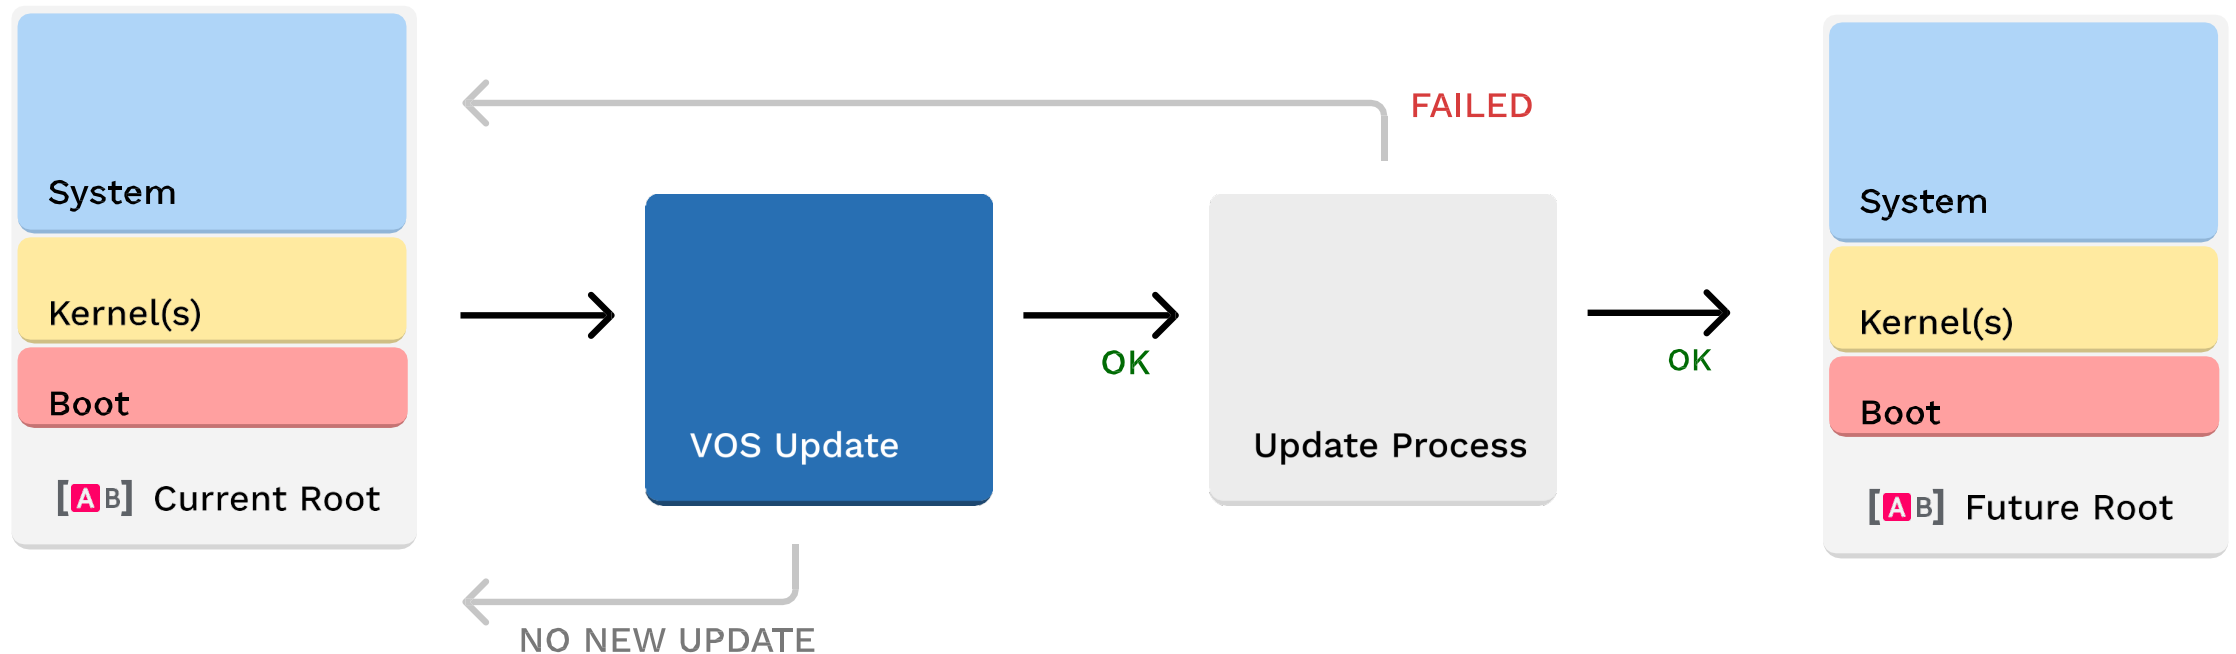 System
Kernel(s)
Boot
[AB] Current Root
FAILED
VOS Update
OK
Update Process
OK
NO NEW UPDATE
System
Kernel(s)
Boot
[AB] Future Root